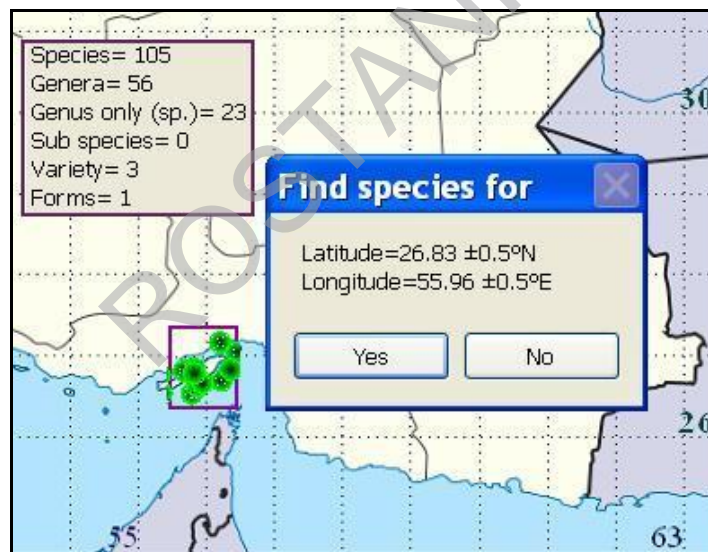 Species= 105
Genera= 56
Genus only (sp.)= 23
Sub species= 0
Variety= 3
Forms= 1
30
Find species for
Latitude=26.83 ±0.5ºN
Longitude=55.96 ±0.5ºE
Yes
No
26
55
63
ROSTAN